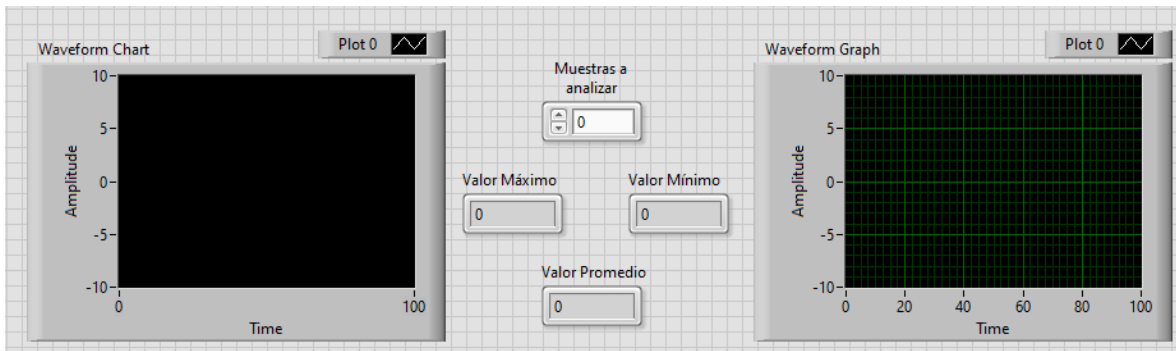 Waveform Chart
Plot 0
10
5
0
-5
-10
Amplitude
0
100
Time
Muestras a
analizar
0
Valor Máximo
0
Valor Mínimo
0
Valor Promedio
0
Waveform Graph
Plot 0
10
5
0
-5
-10
Amplitude
0
20
40
60
80
100
Time